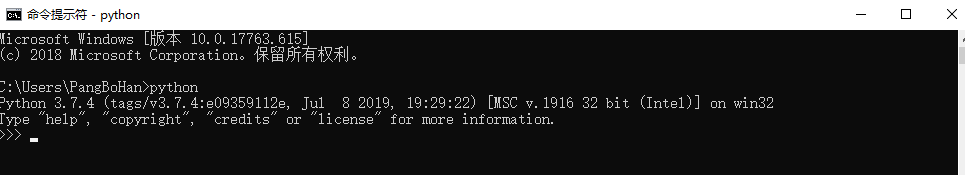 命令提示符 - python
Microsoft Windows [版本 10.0.17763.615]
(c) 2018 Microsoft Corporation。保留所有权利。
C:\Users\PangBoHan>python
Python 3.7.4 (tags/v3.7.4:e09359112e, Jul  8 2019, 19:29:22) [MSC v.1916 32 bit (Intel)] on win32
Type "help", "copyright", "credits" or "license" for more information.
>>>